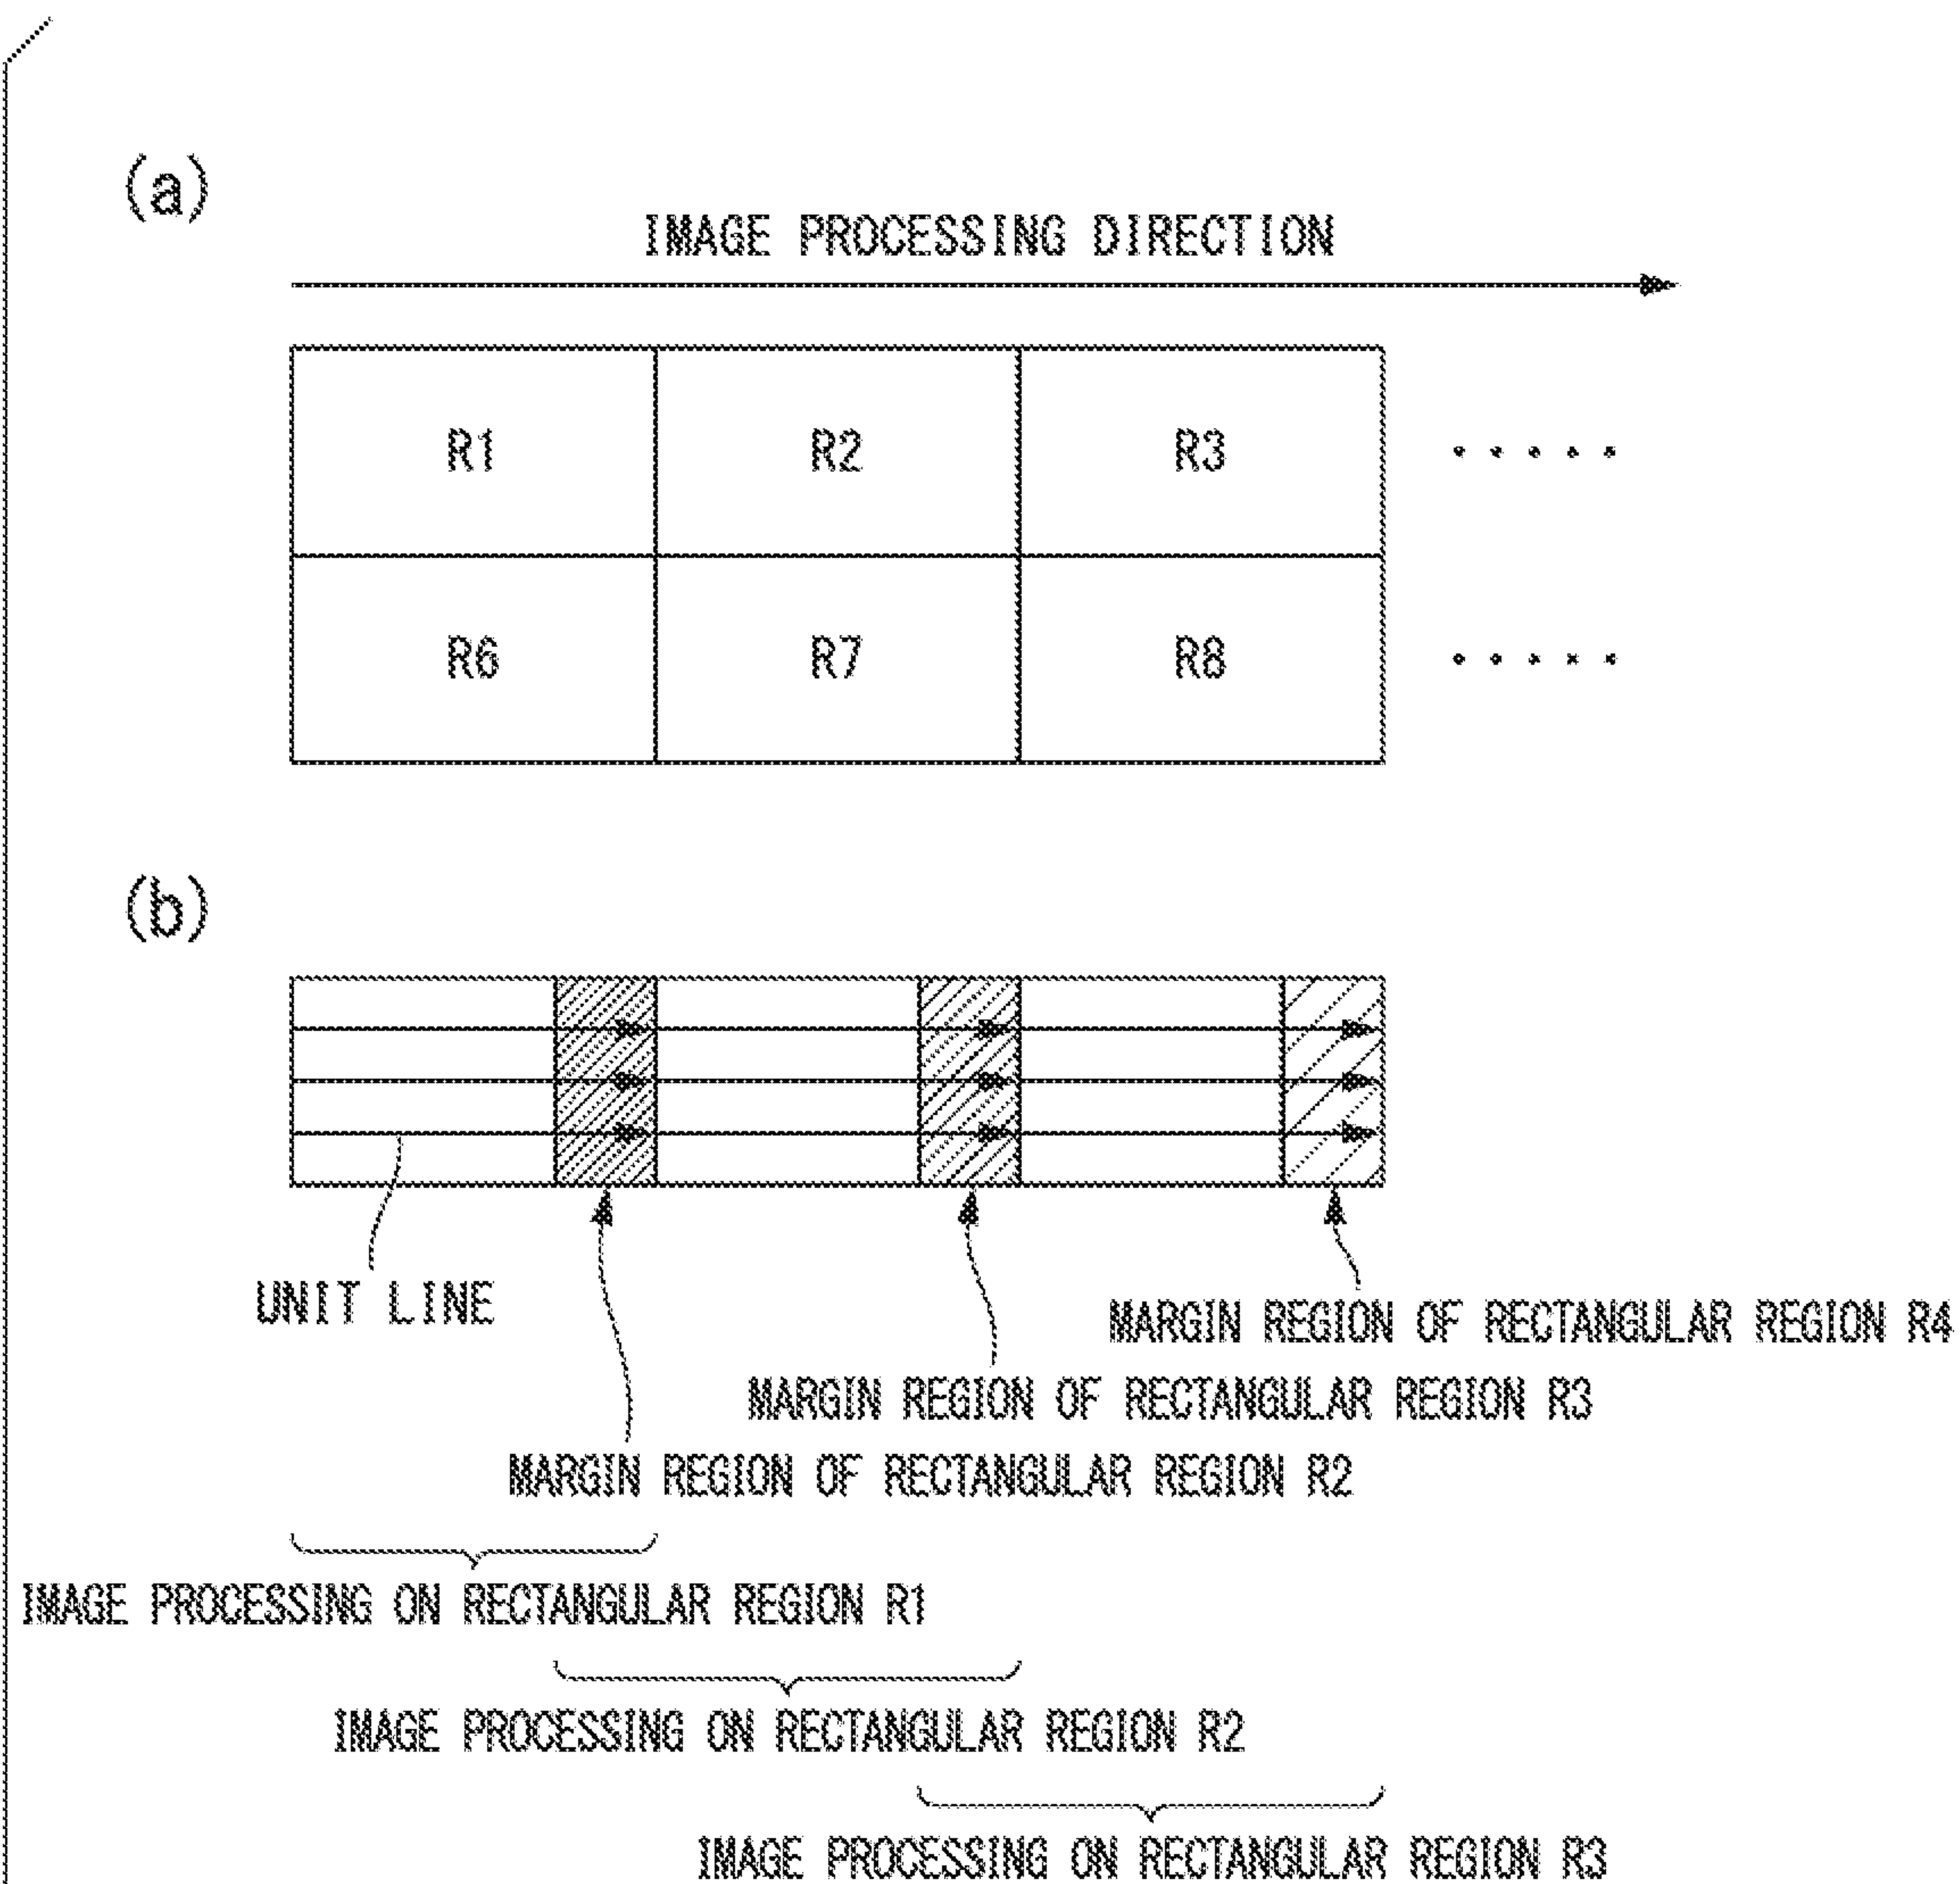 (a)
IMAGE PROCESSING DIRECTION
R1 R2 R3 .....
R6 R7 R8 .....
(b)
UNIT LINE
MARGIN REGION OF RECTANGULAR REGION R4
MARGIN REGION OF RECTANGULAR REGION R3
MARGIN REGION OF RECTANGULAR REGION R2
IMAGE PROCESSING ON RECTANGULAR REGION R1
IMAGE PROCESSING ON RECTANGULAR REGION R2
IMAGE PROCESSING ON RECTANGULAR REGION R3